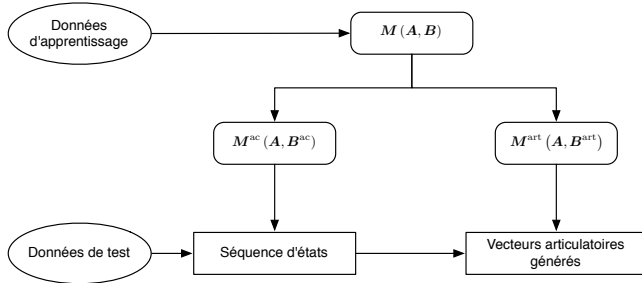 Données
d'apprentissage
M (A, B)
M^ac (A, B^ac)
M^art (A, B^art)
Données de test
Séquence d'états
Vecteurs articulatoires
générés